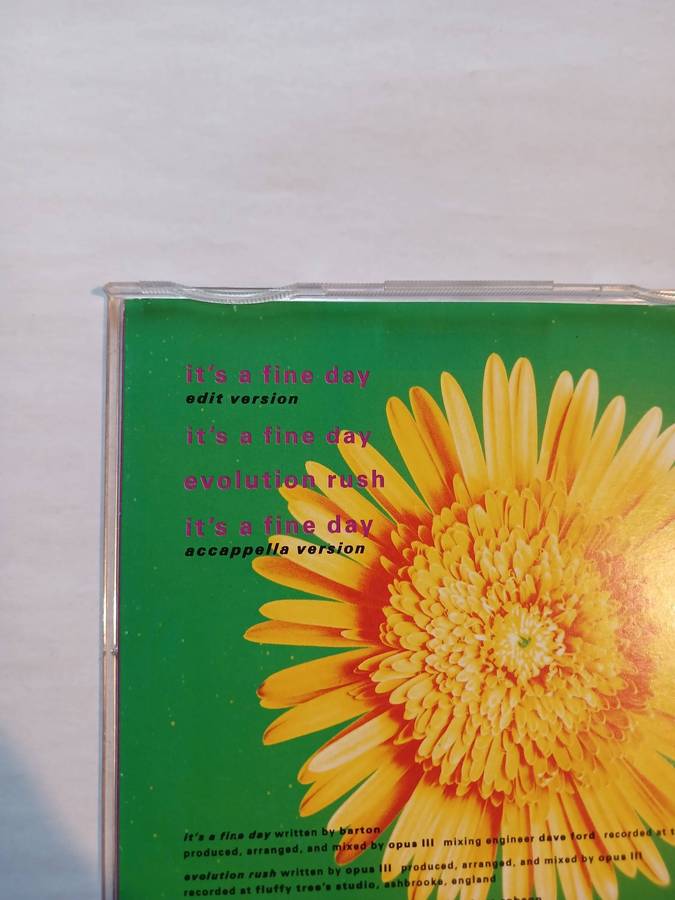 it's a fine day
edit version
it's a fine day
evolution rush
it's a fine day
accappella version
it's a fine day written by barton
produced, arranged, and mixed by opus III mixing engineer dave ford recorded at
evolution rush written by opus III produced, arranged, and mixed by opus III
recorded at fluffy tree's studio, ashbrooke, england